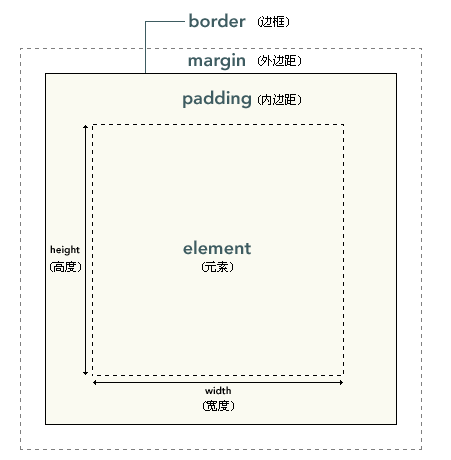 border (边框)
margin (外边距)
padding (内边距)
element
(元素)
height
(高度)
width
(宽度)